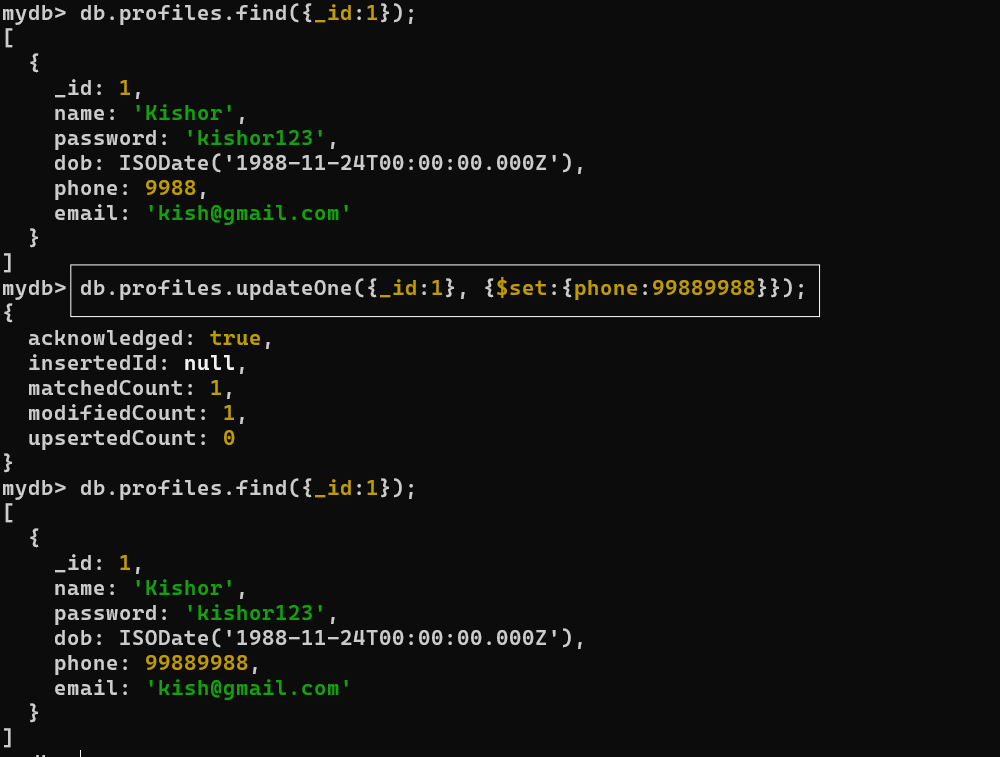 mydb> db.profiles.find({_id:1});
[
  {
    _id: 1,
    name: 'Kishor',
    password: 'kishor123',
    dob: ISODate('1988-11-24T00:00:00.000Z'),
    phone: 9988,
    email: 'kish@gmail.com'
  }
]
mydb> db.profiles.updateOne({_id:1}, {$set:{phone:99889988}});
{
  acknowledged: true,
  insertedId: null,
  matchedCount: 1,
  modifiedCount: 1,
  upsertedCount: 0
}
mydb> db.profiles.find({_id:1});
[
  {
    _id: 1,
    name: 'Kishor',
    password: 'kishor123',
    dob: ISODate('1988-11-24T00:00:00.000Z'),
    phone: 99889988,
    email: 'kish@gmail.com'
  }
]